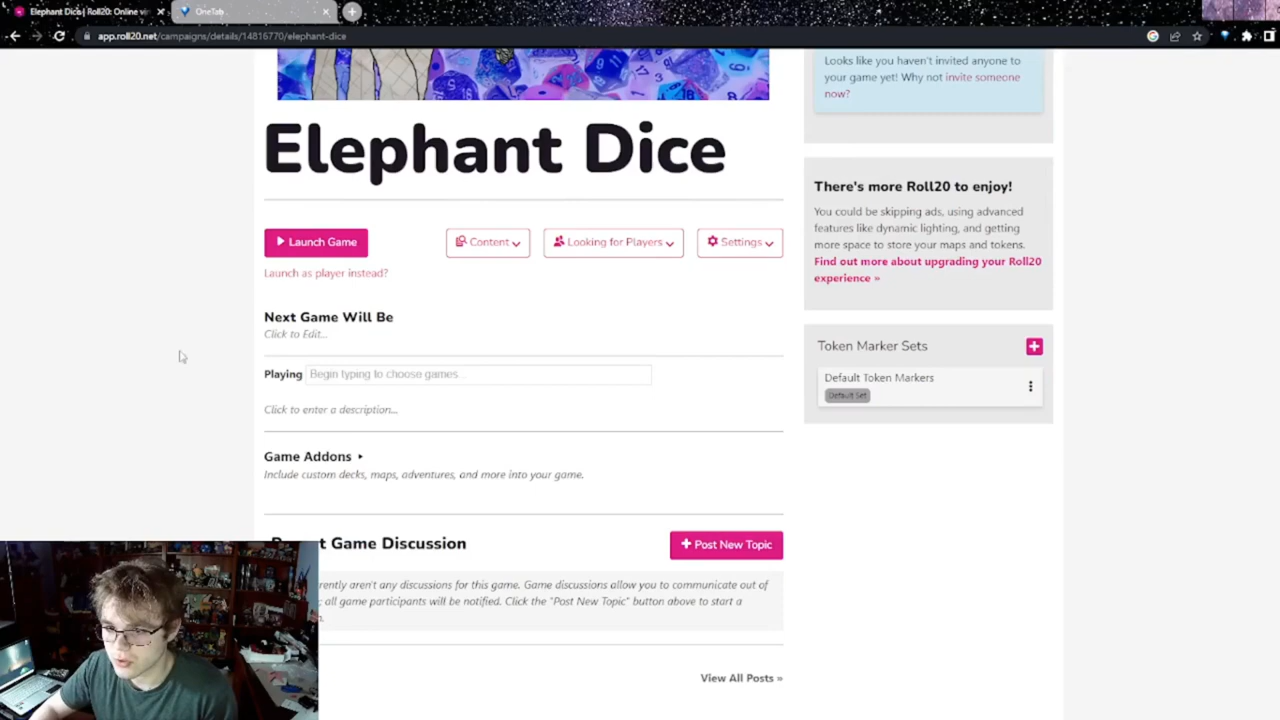 Elephant Dice | Roll20: Online vi
OneTab
app.roll20.net/campaigns/details/14816770/elephant-dice
Looks like you haven't invited anyone to
your game yet! Why not invite someone
now?
Elephant Dice
There's more Roll20 to enjoy!
You could be skipping ads, using advanced
features like dynamic lighting, and getting
more space to store your maps and tokens.
Find out more about upgrading your Roll20
experience »
Launch Game
Content
Looking for Players
Settings
Launch as player instead?
Next Game Will Be
Click to Edit...
Token Marker Sets
Default Token Markers
Default Set
Playing Begin typing to choose games...
Click to enter a description...
Game Addons
Include custom decks, maps, adventures, and more into your game.
Game Discussion
Post New Topic
aren't any discussions for this game. Game discussions allow you to communicate out of
all game participants will be notified. Click the "Post New Topic" button above to start a
View All Posts »